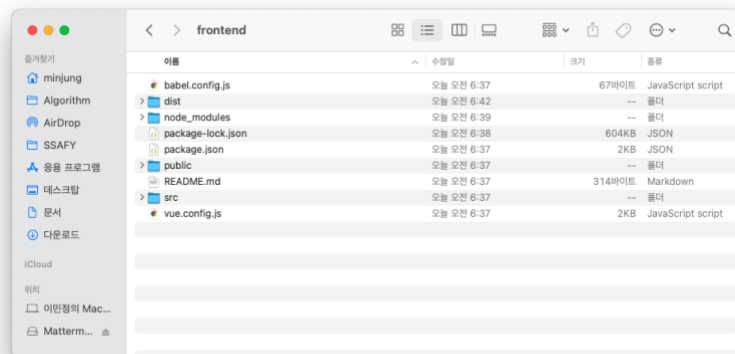 frontend
즐겨찾기
minjung
Algorithm
AirDrop
SSAFY
응용 프로그램
데스크탑
문서
다운로드
iCloud
위치
이민정의 Mac...
Matterm...
이름 수정일 크기 종류
babel.config.js 오늘 오전 6:37 67바이트 JavaScript script
dist 오늘 오전 6:42 -- 폴더
node_modules 오늘 오전 6:39 -- 폴더
package-lock.json 오늘 오전 6:38 604KB JSON
package.json 오늘 오전 6:37 2KB JSON
public 오늘 오전 6:37 -- 폴더
README.md 오늘 오전 6:37 314바이트 Markdown
src 오늘 오전 6:37 -- 폴더
vue.config.js 오늘 오전 6:37 2KB JavaScript script